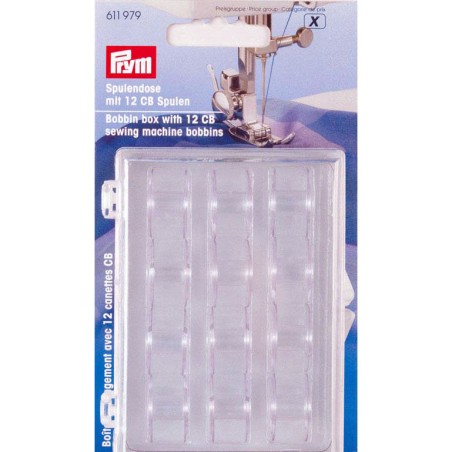 611 979
Preisgruppe · Price group · Catégorie de prix
X
Prym
Spulendose
mit 12 CB Spulen
Bobbin box with 12 CB
sewing machine bobbins
avec 12 canettes CB